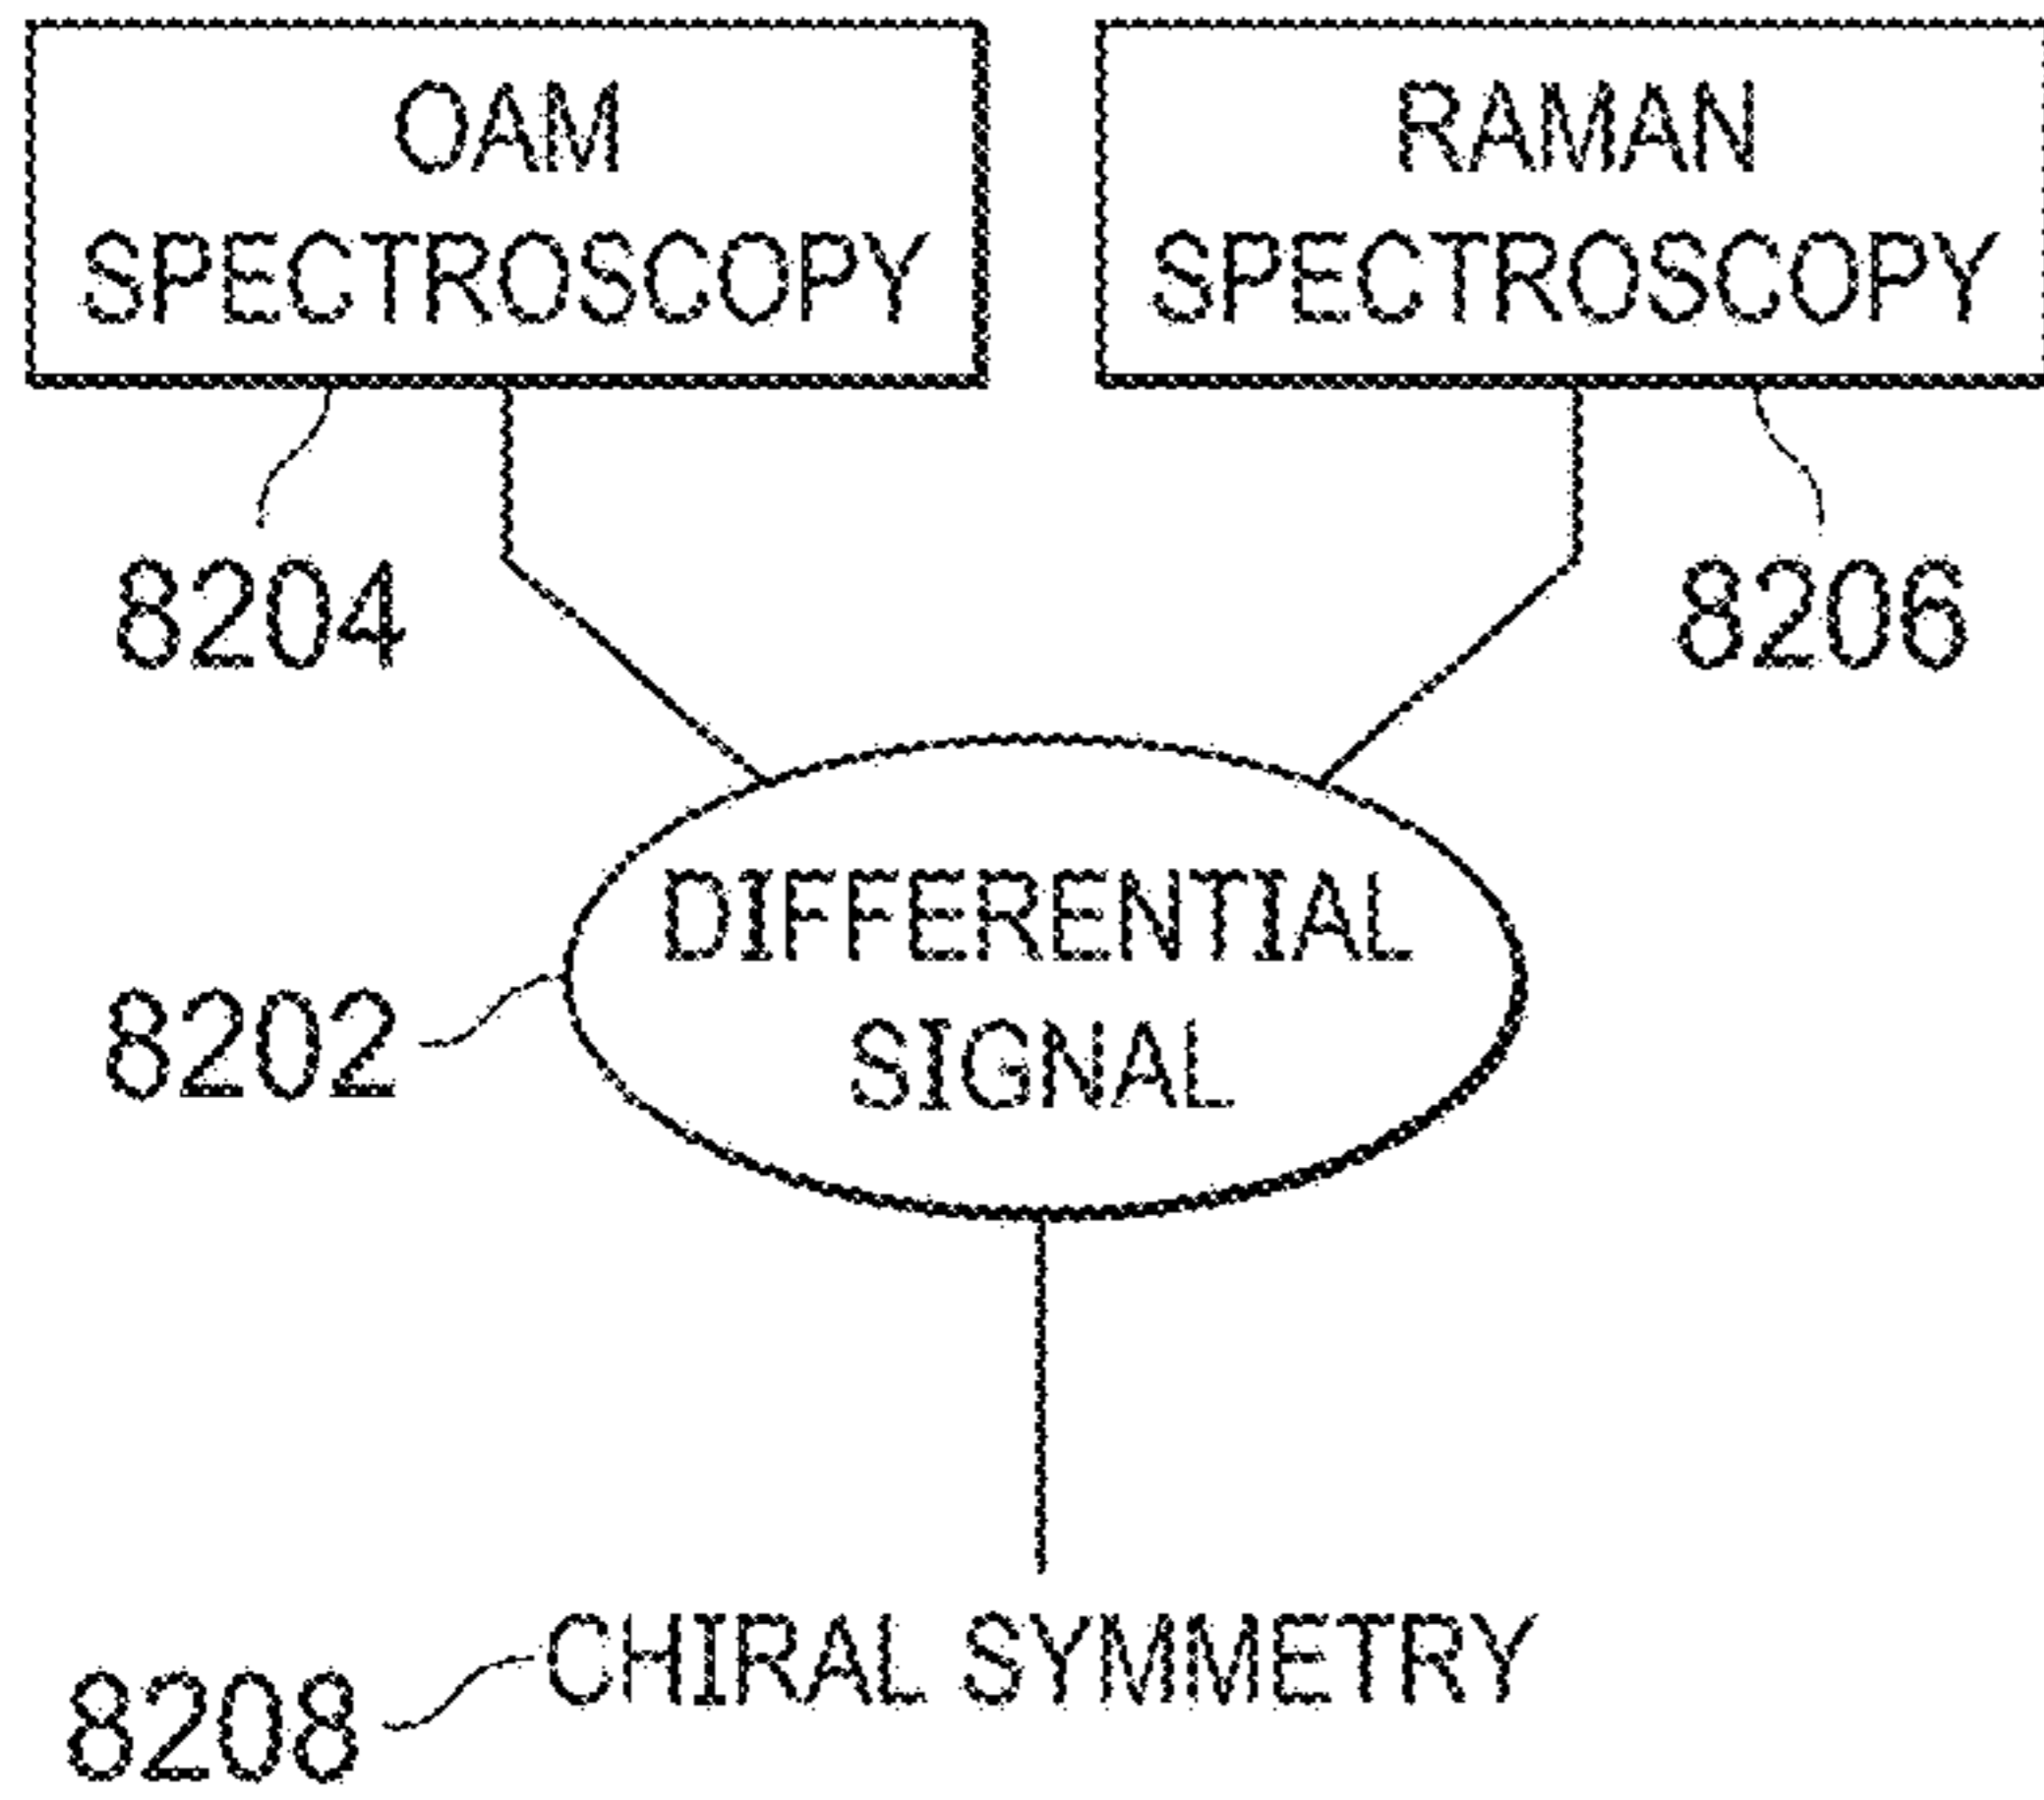 OAM
SPECTROSCOPY
RAMAN
SPECTROSCOPY
8204
8206
DIFFERENTIAL
SIGNAL
8202
CHIRAL SYMMETRY
8208